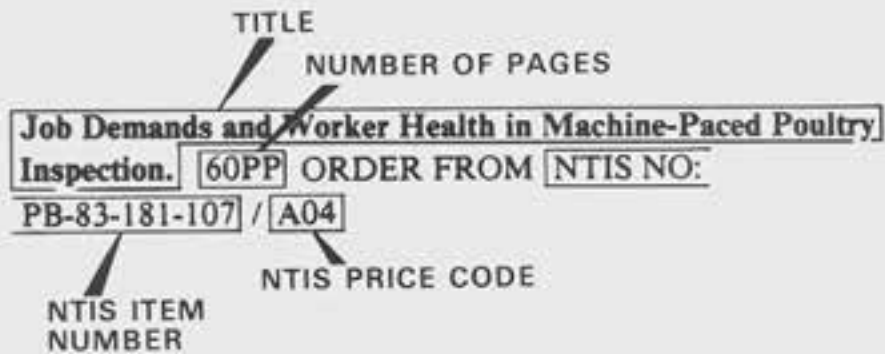 TITLE
NUMBER OF PAGES
Job Demands and Worker Health in Machine-Paced Poultry
Inspection. 60PP ORDER FROM NTIS NO:
PB-83-181-107 / A04
NTIS PRICE CODE
NTIS ITEM
NUMBER